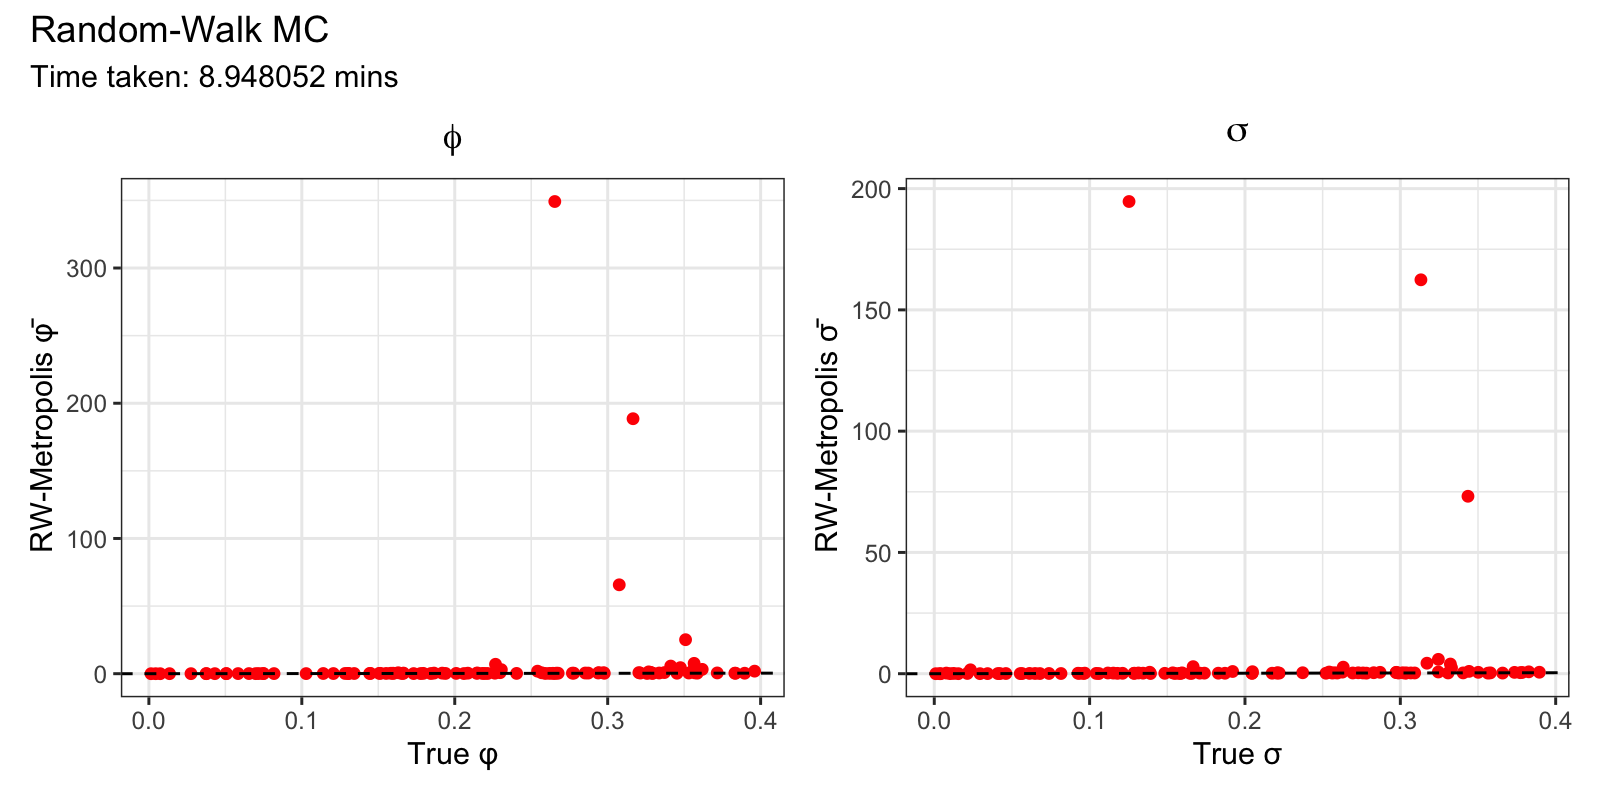 Random-Walk MC
Time taken: 8.948052 mins
ϕ
RW-Metropolis φ̄
300
200
100
0
0.0 0.1 0.2 0.3 0.4
True φ
σ
RW-Metropolis σ̄
200
150
100
50
0
0.0 0.1 0.2 0.3 0.4
True σ